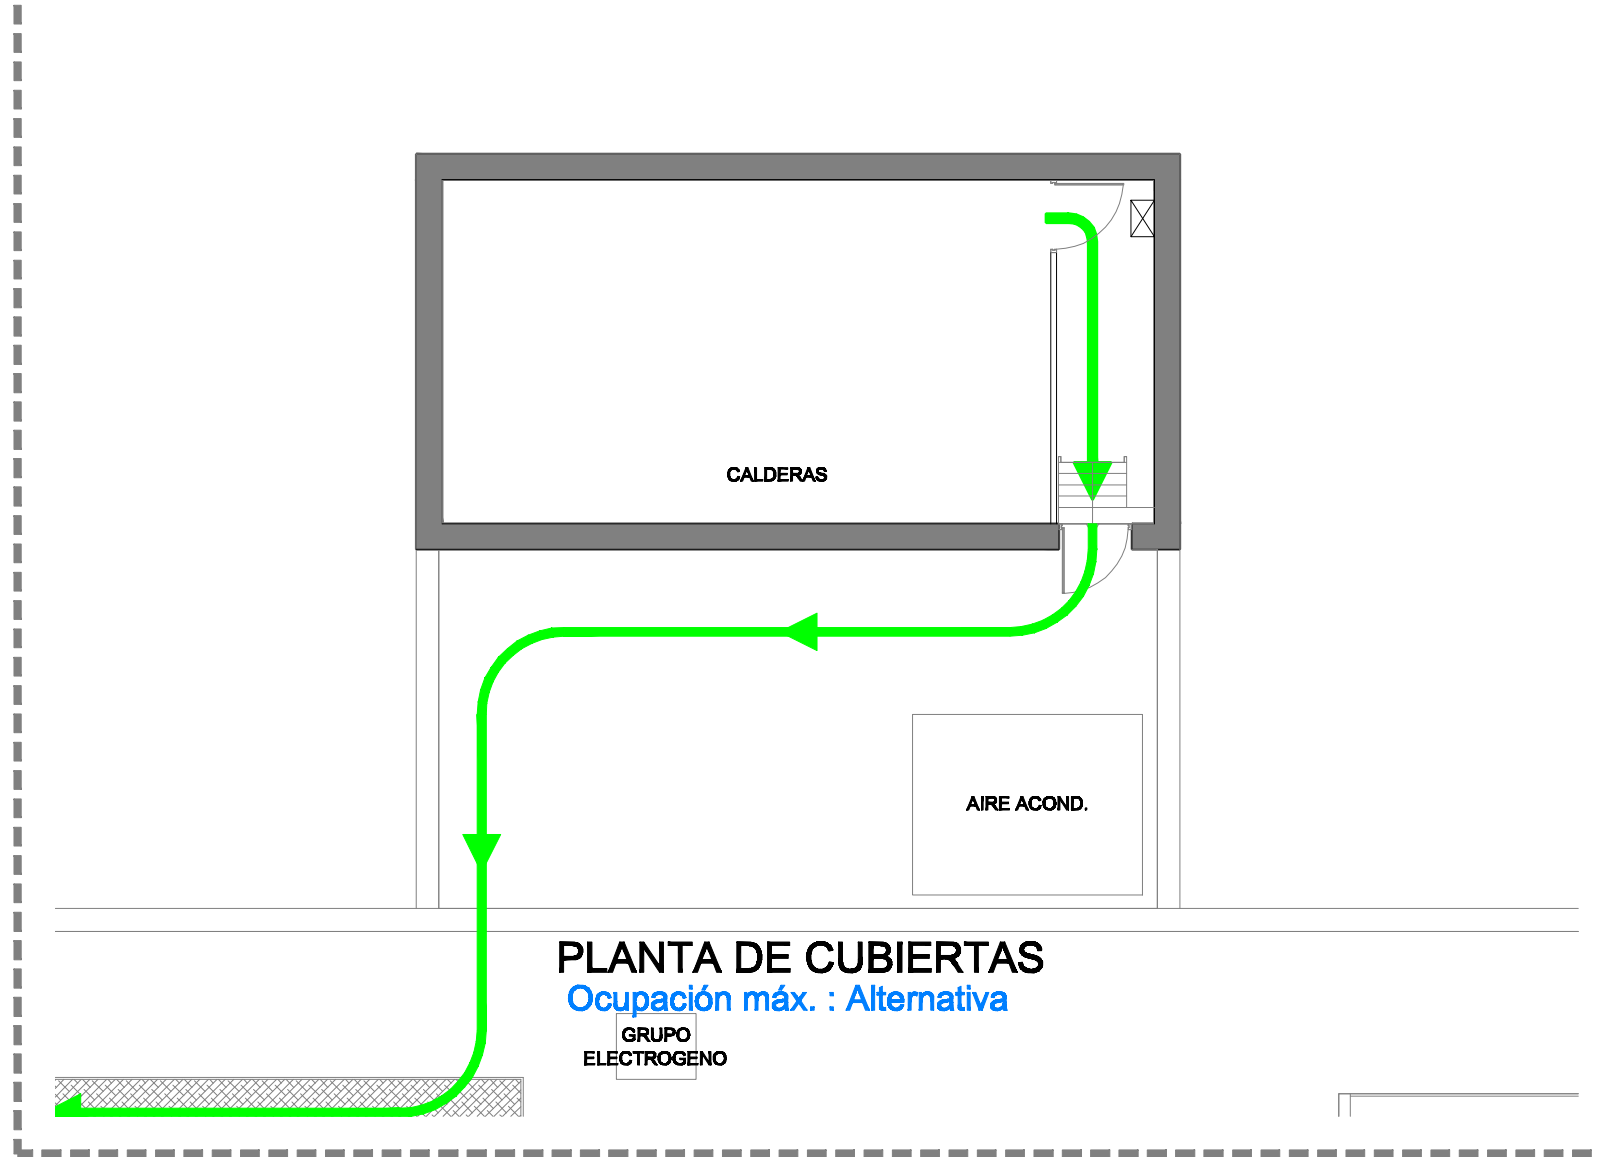 CALDERAS
AIRE ACOND.
PLANTA DE CUBIERTAS
Ocupación máx. : Alternativa
GRUPO
ELECTROGENO